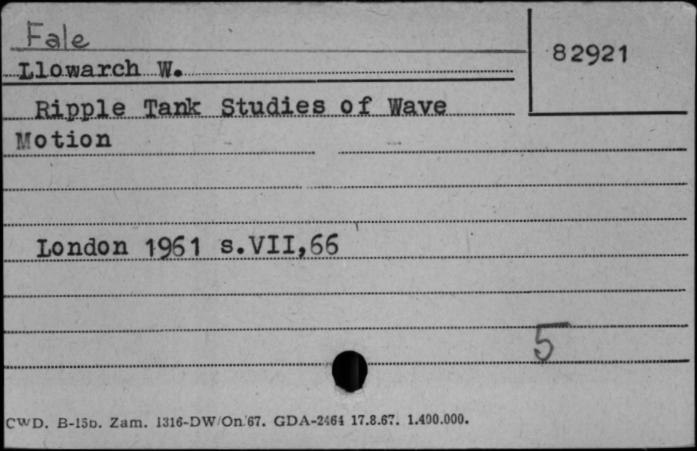 Fale
82921
Llowarch W.
Ripple Tank Studies of Wave
Motion
London 1961 s.VII,66
5
CWD. B-15b. Zam. 1316-DW/On/67. GDA-2464 17.8.67. 1.400.000.